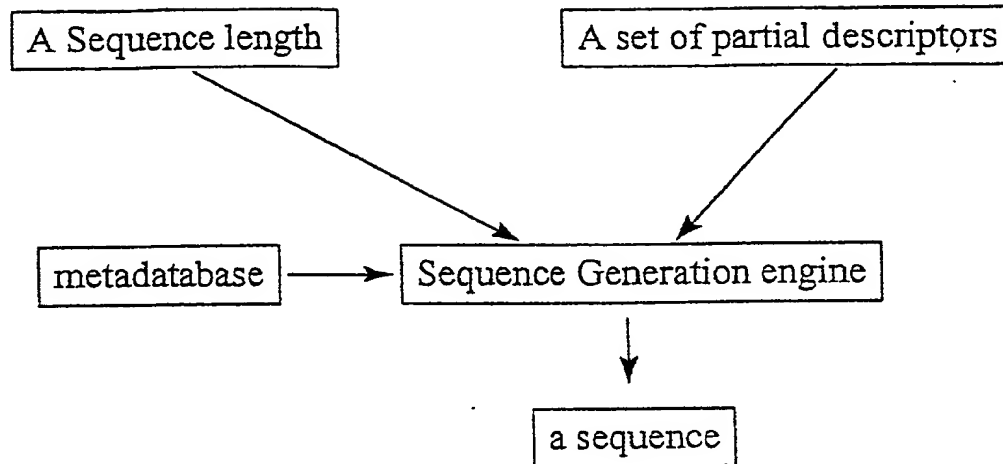 A Sequence length
A set of partial descriptors
metadatabase
Sequence Generation engine
a sequence